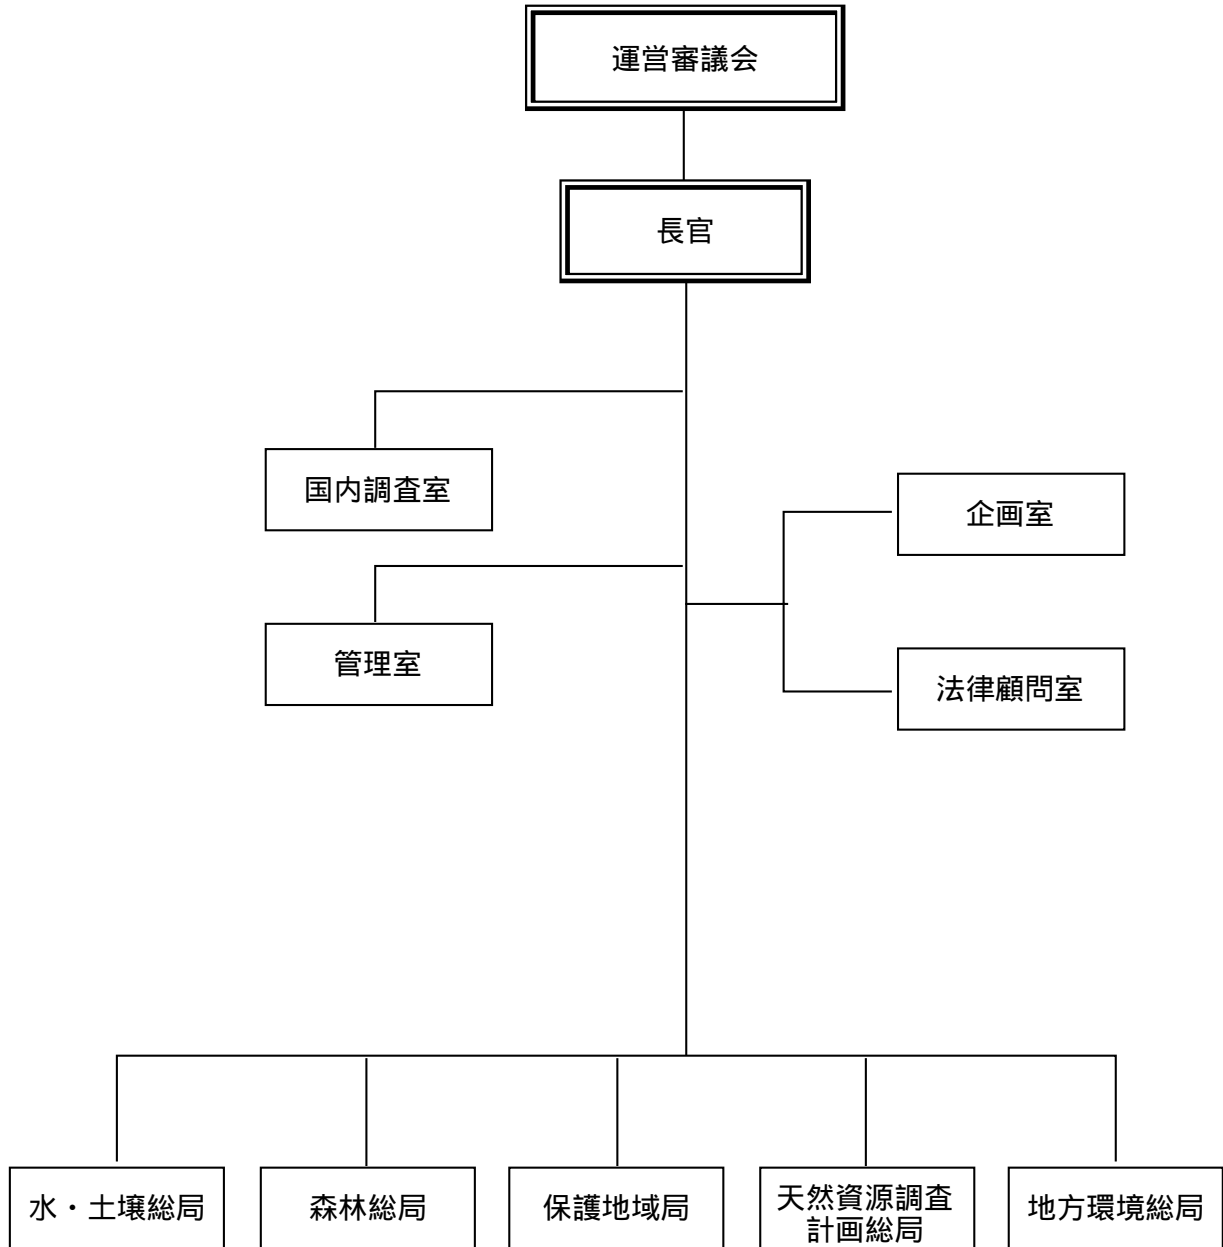 運営審議会
長官
国内調査室
企画室
管理室
法律顧問室
水・土壌総局
森林総局
保護地域局
天然資源調査
計画総局
地方環境総局